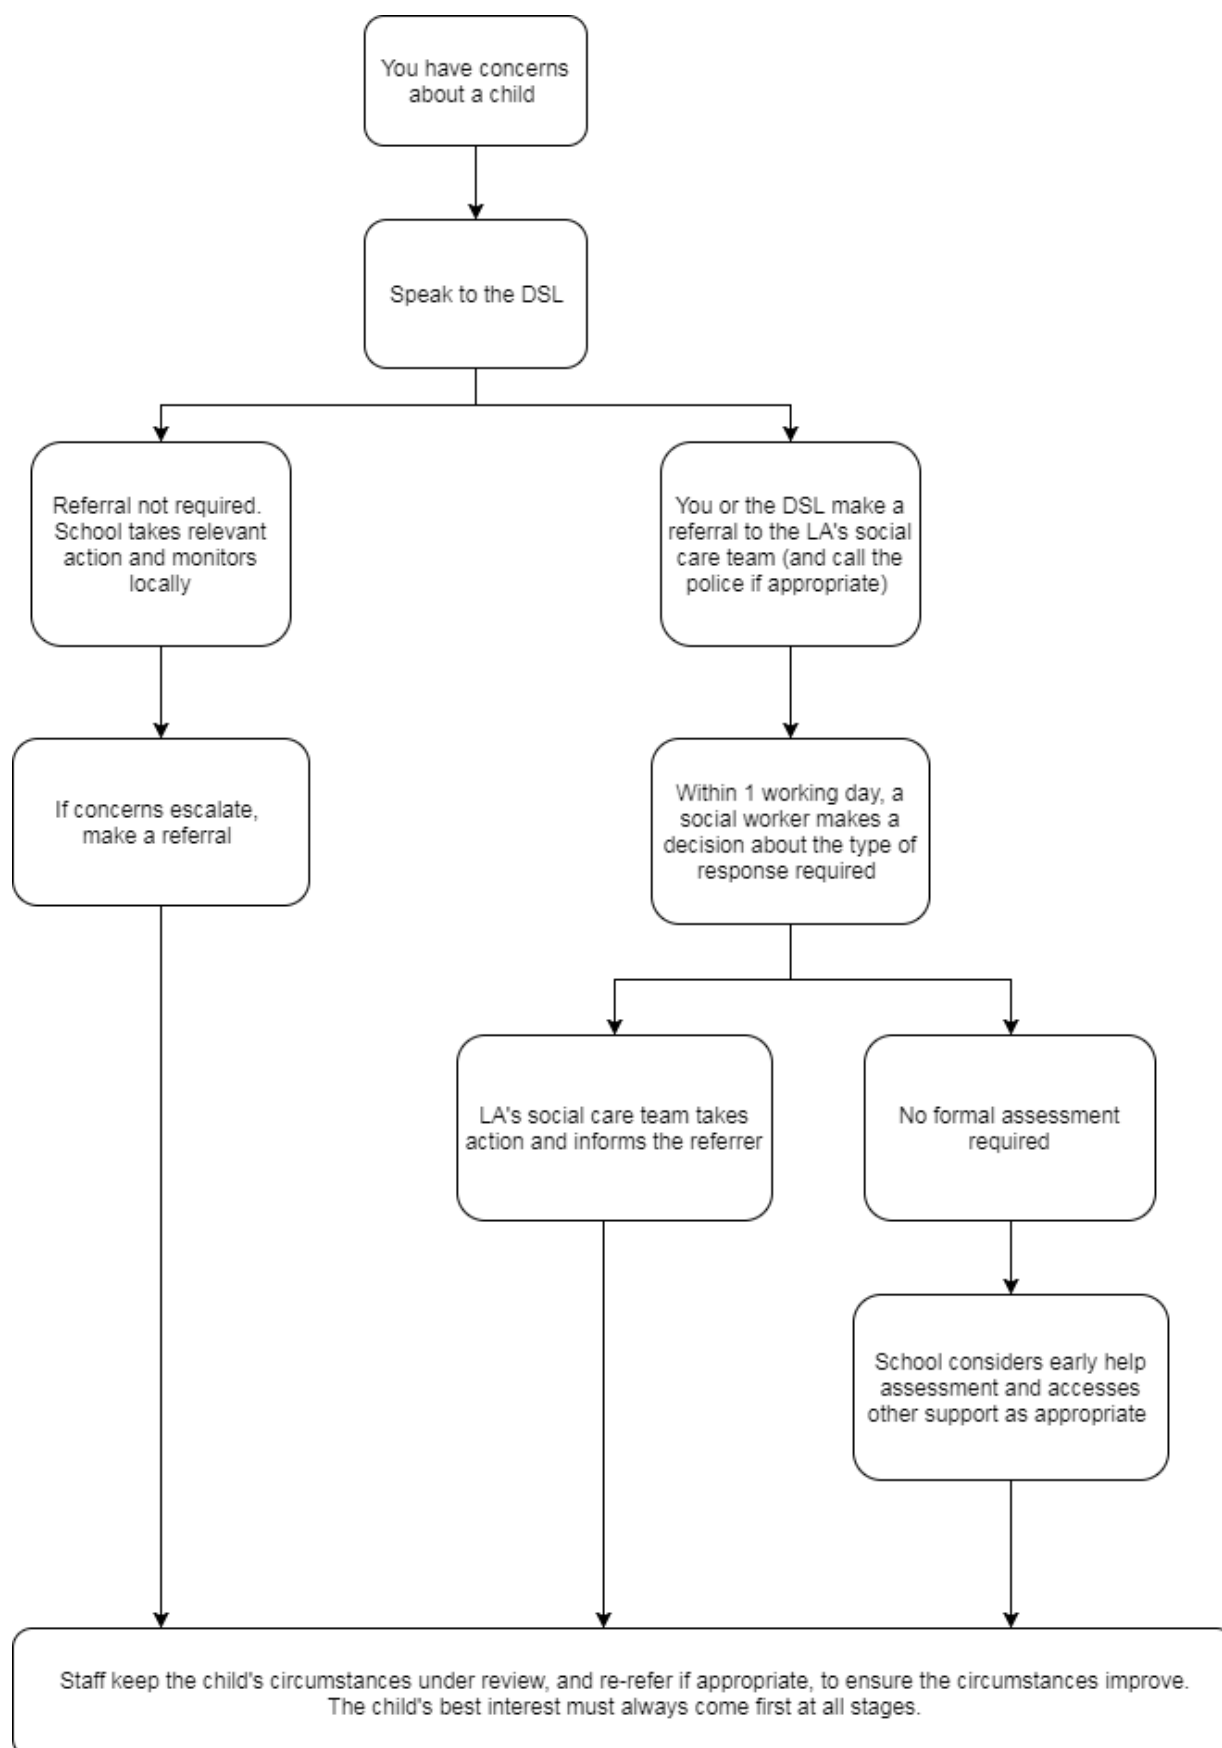 You have concerns
about a child
Speak to the DSL
Referral not required.
School takes relevant
action and monitors
locally
You or the DSL make a
referral to the LA's social
care team (and call the
police if appropriate)
If concerns escalate,
make a referral
Within 1 working day, a
social worker makes a
decision about the type of
response required
LA's social care team takes
action and informs the referrer
No formal assessment
required
School considers early help
assessment and accesses
other support as appropriate
Staff keep the child's circumstances under review, and re-refer if appropriate, to ensure the circumstances improve.
The child's best interest must always come first at all stages.